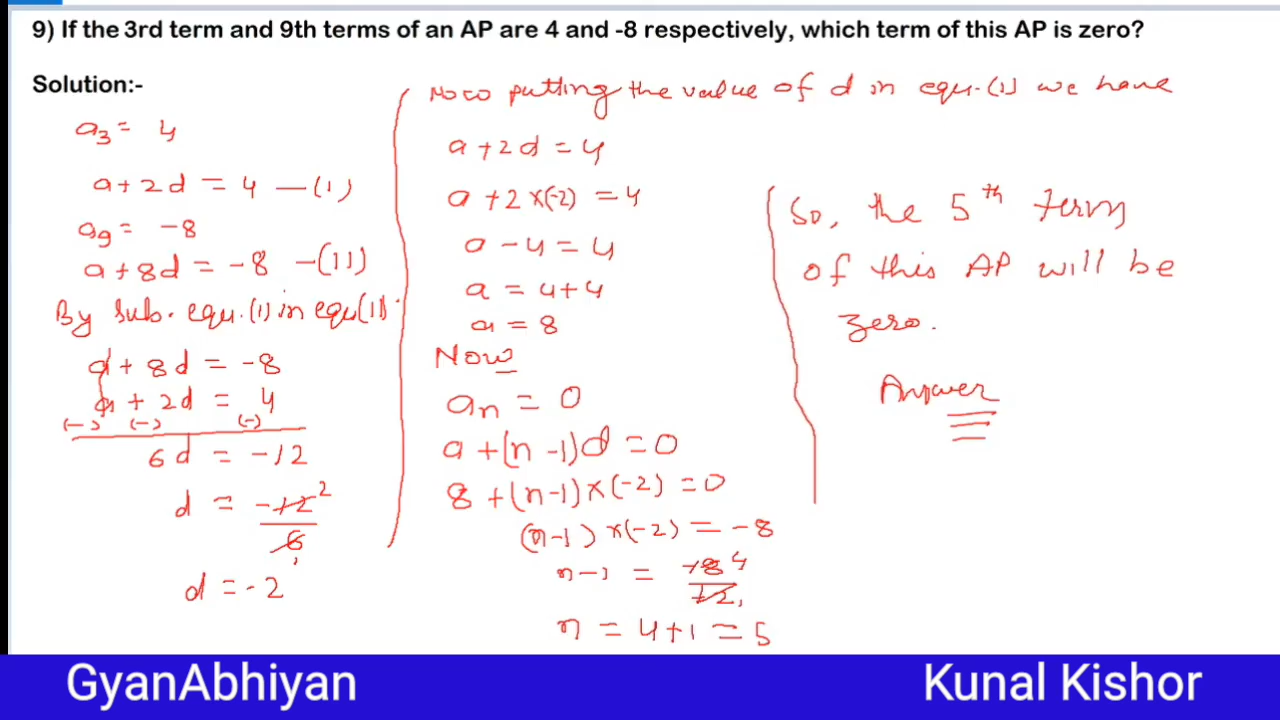 9) If the 3rd term and 9th terms of an AP are 4 and -8 respectively, which term of this AP is zero?
Solution:-
a₃ = 4
a + 2d = 4 —(1)
a₉ = -8
a + 8d = -8 —(11)
By sub. equ.(1) in equ(11).
a + 8d = -8
a + 2d = 4
(-) (-) (-)
6d = -12
d = -12 2
6 1
d = -2
Now putting the value of d in equ.(1) we have
a + 2d = 4
a + 2×(-2) = 4
a - 4 = 4
a = 4+4
a = 8
Now
aₙ = 0
a + (n-1)d = 0
8 + (n-1)×(-2) = 0
(n-1)×(-2) = -8
n-1 = -8 4
-2 1
n = 4+1 = 5
So, the 5th term
of this AP will be
zero.
Answer
GyanAbhiyan
Kunal Kishor